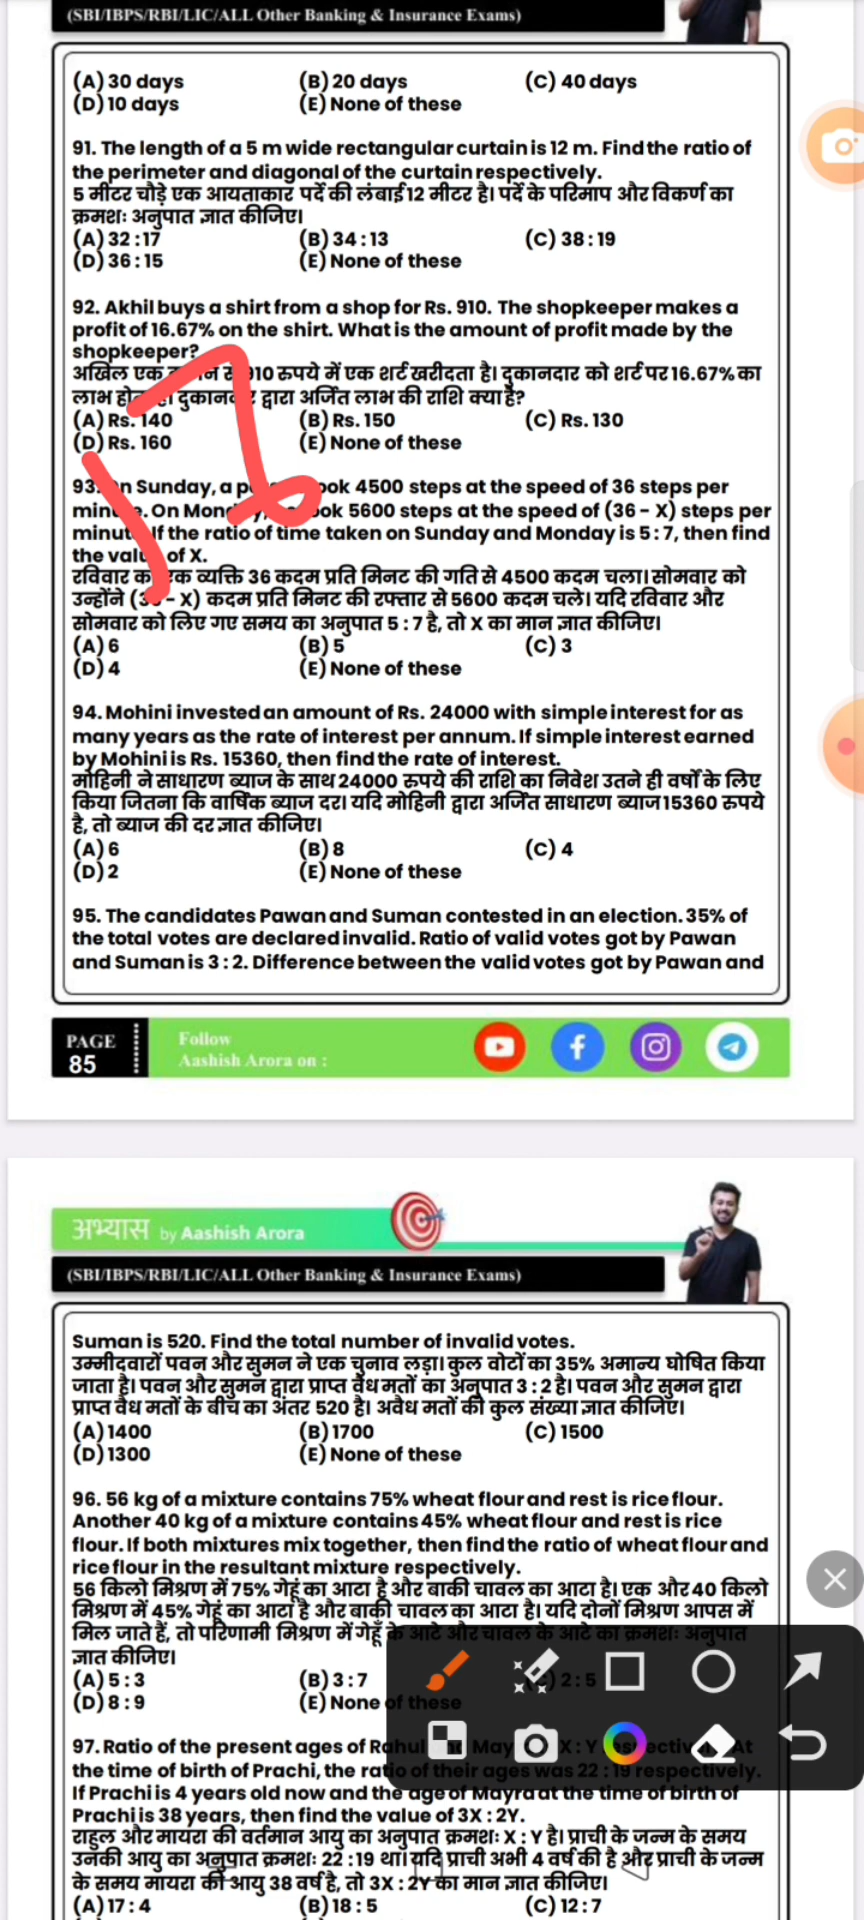 (SBI/IBPS/RBI/LIC/ALL Other Banking & Insurance Exams)
(A) 30 days (B) 20 days (C) 40 days
(D) 10 days (E) None of these
91. The length of a 5 m wide rectangular curtain is 12 m. Find the ratio of
the perimeter and diagonal of the curtain respectively.
5 मीटर चौड़े एक आयताकार पर्दे की लंबाई 12 मीटर है। पर्दे के परिमाप और विकर्ण का
क्रमशः अनुपात ज्ञात कीजिए।
(A) 32 : 17 (B) 34 : 13 (C) 38 : 19
(D) 36 : 15 (E) None of these
92. Akhil buys a shirt from a shop for Rs. 910. The shopkeeper makes a
profit of 16.67% on the shirt. What is the amount of profit made by the
shopkeeper?
अखिल एक से 910 रुपये में एक शर्ट खरीदता है। दुकानदार को शर्ट पर 16.67% का
लाभ द्वारा अर्जित लाभ की राशि क्या है?
(A) Rs. 140 (B) Rs. 150 (C) Rs. 130
(D) Rs. 160 (E) None of these
93. On Sunday, a took 4500 steps at the speed of 36 steps per
minute. On Monday, took 5600 steps at the speed of (36 - X) steps per
minute. If the ratio of time taken on Sunday and Monday is 5 : 7, then find
the value of X.
रविवार को एक व्यक्ति 36 कदम प्रति मिनट की गति से 4500 कदम चला। सोमवार को
उन्होंने (36 - X) कदम प्रति मिनट की रफ्तार से 5600 कदम चले। यदि रविवार और
सोमवार को लिए गए समय का अनुपात 5 : 7 है, तो X का मान ज्ञात कीजिए।
(A) 6 (B) 5 (C) 3
(D) 4 (E) None of these
94. Mohini invested an amount of Rs. 24000 with simple interest for as
many years as the rate of interest per annum. If simple interest earned
by Mohini is Rs. 15360, then find the rate of interest.
मोहिनी ने साधारण ब्याज के साथ 24000 रुपये की राशि का निवेश उतने ही वर्षों के लिए
किया जितना कि वार्षिक ब्याज दर। यदि मोहिनी द्वारा अर्जित साधारण ब्याज 15360 रुपये
है, तो ब्याज की दर ज्ञात कीजिए।
(A) 6 (B) 8 (C) 4
(D) 2 (E) None of these
95. The candidates Pawan and Suman contested in an election. 35% of
the total votes are declared invalid. Ratio of valid votes got by Pawan
and Suman is 3 : 2. Difference between the valid votes got by Pawan and
PAGE
85
Follow
Aashish Arora on :
अभ्यास by Aashish Arora
(SBI/IBPS/RBI/LIC/ALL Other Banking & Insurance Exams)
Suman is 520. Find the total number of invalid votes.
उम्मीदवारों पवन और सुमन ने एक चुनाव लड़ा। कुल वोटों का 35% अमान्य घोषित किया
जाता है। पवन और सुमन द्वारा प्राप्त वैध मतों का अनुपात 3 : 2 है। पवन और सुमन द्वारा
प्राप्त वैध मतों के बीच का अंतर 520 है। अवैध मतों की कुल संख्या ज्ञात कीजिए।
(A) 1400 (B) 1700 (C) 1500
(D) 1300 (E) None of these
96. 56 kg of a mixture contains 75% wheat flour and rest is rice flour.
Another 40 kg of a mixture contains 45% wheat flour and rest is rice
flour. If both mixtures mix together, then find the ratio of wheat flour and
rice flour in the resultant mixture respectively.
56 किलो मिश्रण में 75% गेहूं का आटा है और बाकी चावल का आटा है। एक और 40 किलो
मिश्रण में 45% गेहूं का आटा है और बाकी चावल का आटा है। यदि दोनों मिश्रण आपस में
मिल जाते हैं, तो परिणामी मिश्रण में गेहूँ के आटे और चावल के आटे का क्रमशः अनुपात
ज्ञात कीजिए।
(A) 5 : 3 (B) 3 : 7 2 : 5
(D) 8 : 9 (E) None of these
97. Ratio of the present ages of Rahul and X : Y At
the time of birth of Prachi, the ratio of their ages was 22 : 19 respectively.
If Prachi is 4 years old now and the age of Mayra at the time of birth of
Prachi is 38 years, then find the value of 3X : 2Y.
राहुल और मायरा की वर्तमान आयु का अनुपात क्रमशः X : Y है। प्राची के जन्म के समय
उनकी आयु का अनुपात क्रमशः 22 : 19 था। यदि प्राची अभी 4 वर्ष की है और प्राची के जन्म
के समय मायरा की आयु 38 वर्ष है, तो 3X : 2Y का मान ज्ञात कीजिए।
(A) 17 : 4 (B) 18 : 5 (C) 12 : 7